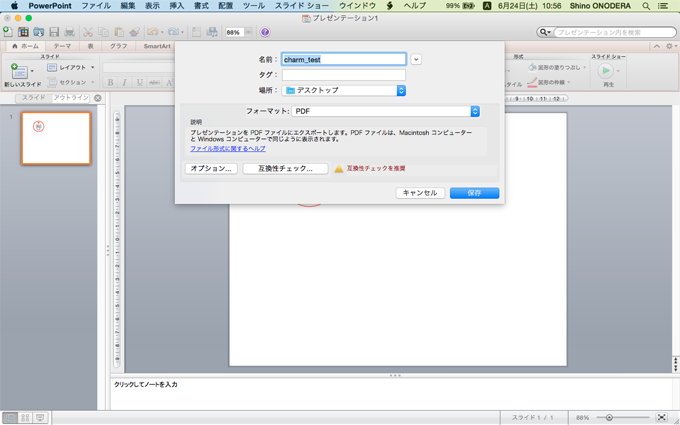 PowerPoint ファイル 編集 表示 挿入 書式 配置 ツール スライド ショー ウインドウ ヘルプ 99% A 6月24日(土) 10:56 Shino ONODERA
プレゼンテーション1
88%
プレゼンテーション内を検索
ホーム テーマ 表 グラフ SmartArt
スライド
新しいスライド
レイアウト
セクション
B I U
形式
図形の塗りつぶし
図形の枠線
スライド ショー
再生
スライド アウトライン
1
名前：
charm_test
タグ：
場所：
デスクトップ
フォーマット：
PDF
説明
プレゼンテーションを PDF ファイルにエクスポートします。PDF ファイルは、Macintosh コンピューター
と Windows コンピューターで同じように表示されます。
ファイル形式に関するヘルプ
オプション...
互換性チェック...
互換性チェックを推奨
キャンセル
保存
9 10 11 12
クリックしてノートを入力
スライド 1 / 1
88%